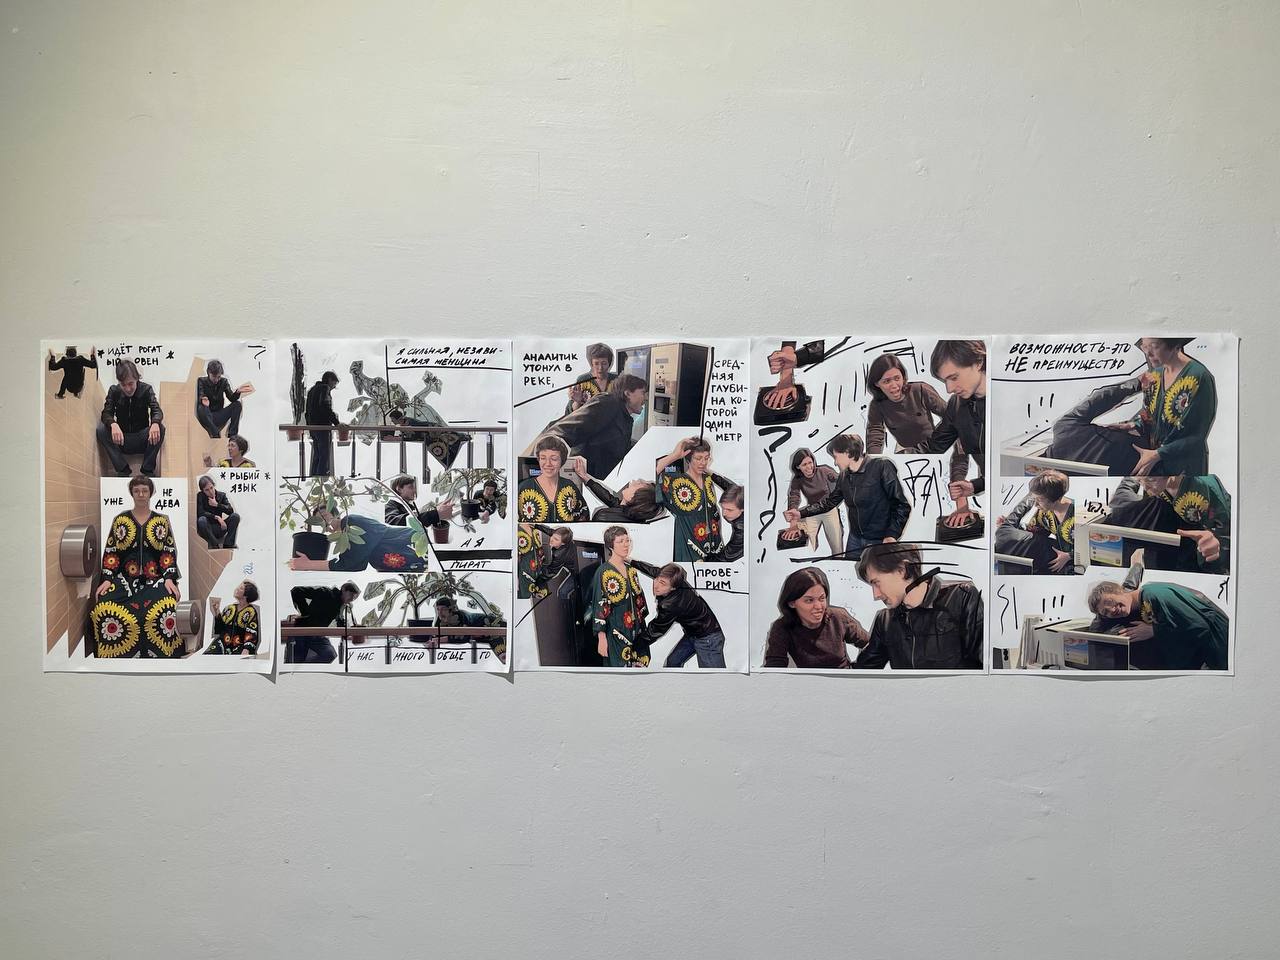 * ИДЁТ РОГАТ *
ЫЙ ОВЕН
* РЫБИЙ *
ЯЗЫК
УЖЕ НЕ
ДЕВА
Я СИЛЬНАЯ, НЕЗАВИ-
СИМАЯ ЖЕНЩИНА
А Я
ПИРАТ
У НАС МНОГО ОБЩЕ ГО
АНАЛИТИК
УТОНУЛ В
РЕКЕ,
СРЕД-
НЯЯ
ГЛУБИ-
НА КО-
ТОРОЙ
ОДИН
МЕТР
ПРОВЕ-
РИМ
ВОЗМОЖНОСТЬ-ЭТО
НЕ ПРЕИМУЩЕСТВО
...
!!!
!!!